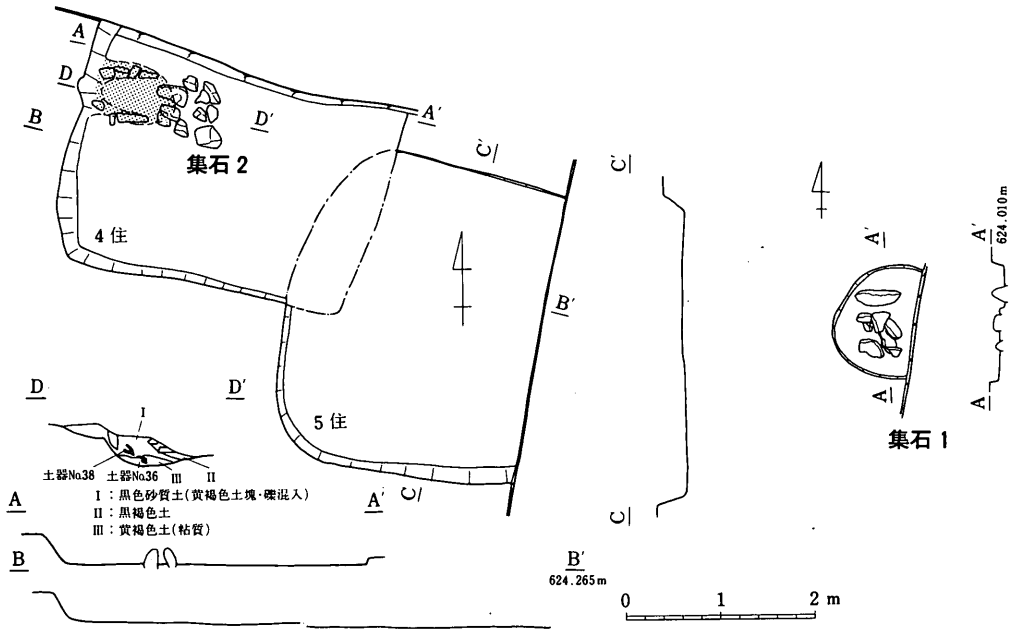 A
D
B
集石 2
D'
A'
C'
4 住
B'
5 住
C
D
D'
I
土器No.38 土器No.36 III II
I：黒色砂質土(黄褐色土塊・礫混入)
II：黒褐色土
III：黄褐色土(粘質)
A
A'
B
B'
624.265m
C'
C
A'
A
集石 1
A'
624.010m
A
0 1 2 m